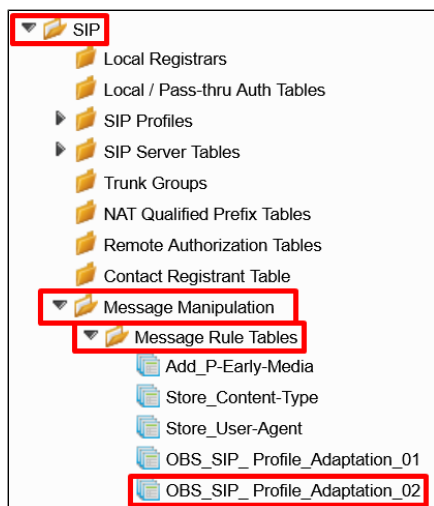 SIP
Local Registrars
Local / Pass-thru Auth Tables
SIP Profiles
SIP Server Tables
Trunk Groups
NAT Qualified Prefix Tables
Remote Authorization Tables
Contact Registrant Table
Message Manipulation
Message Rule Tables
Add_P-Early-Media
Store_Content-Type
Store_User-Agent
OBS_SIP_ Profile_Adaptation_01
OBS_SIP_ Profile_Adaptation_02